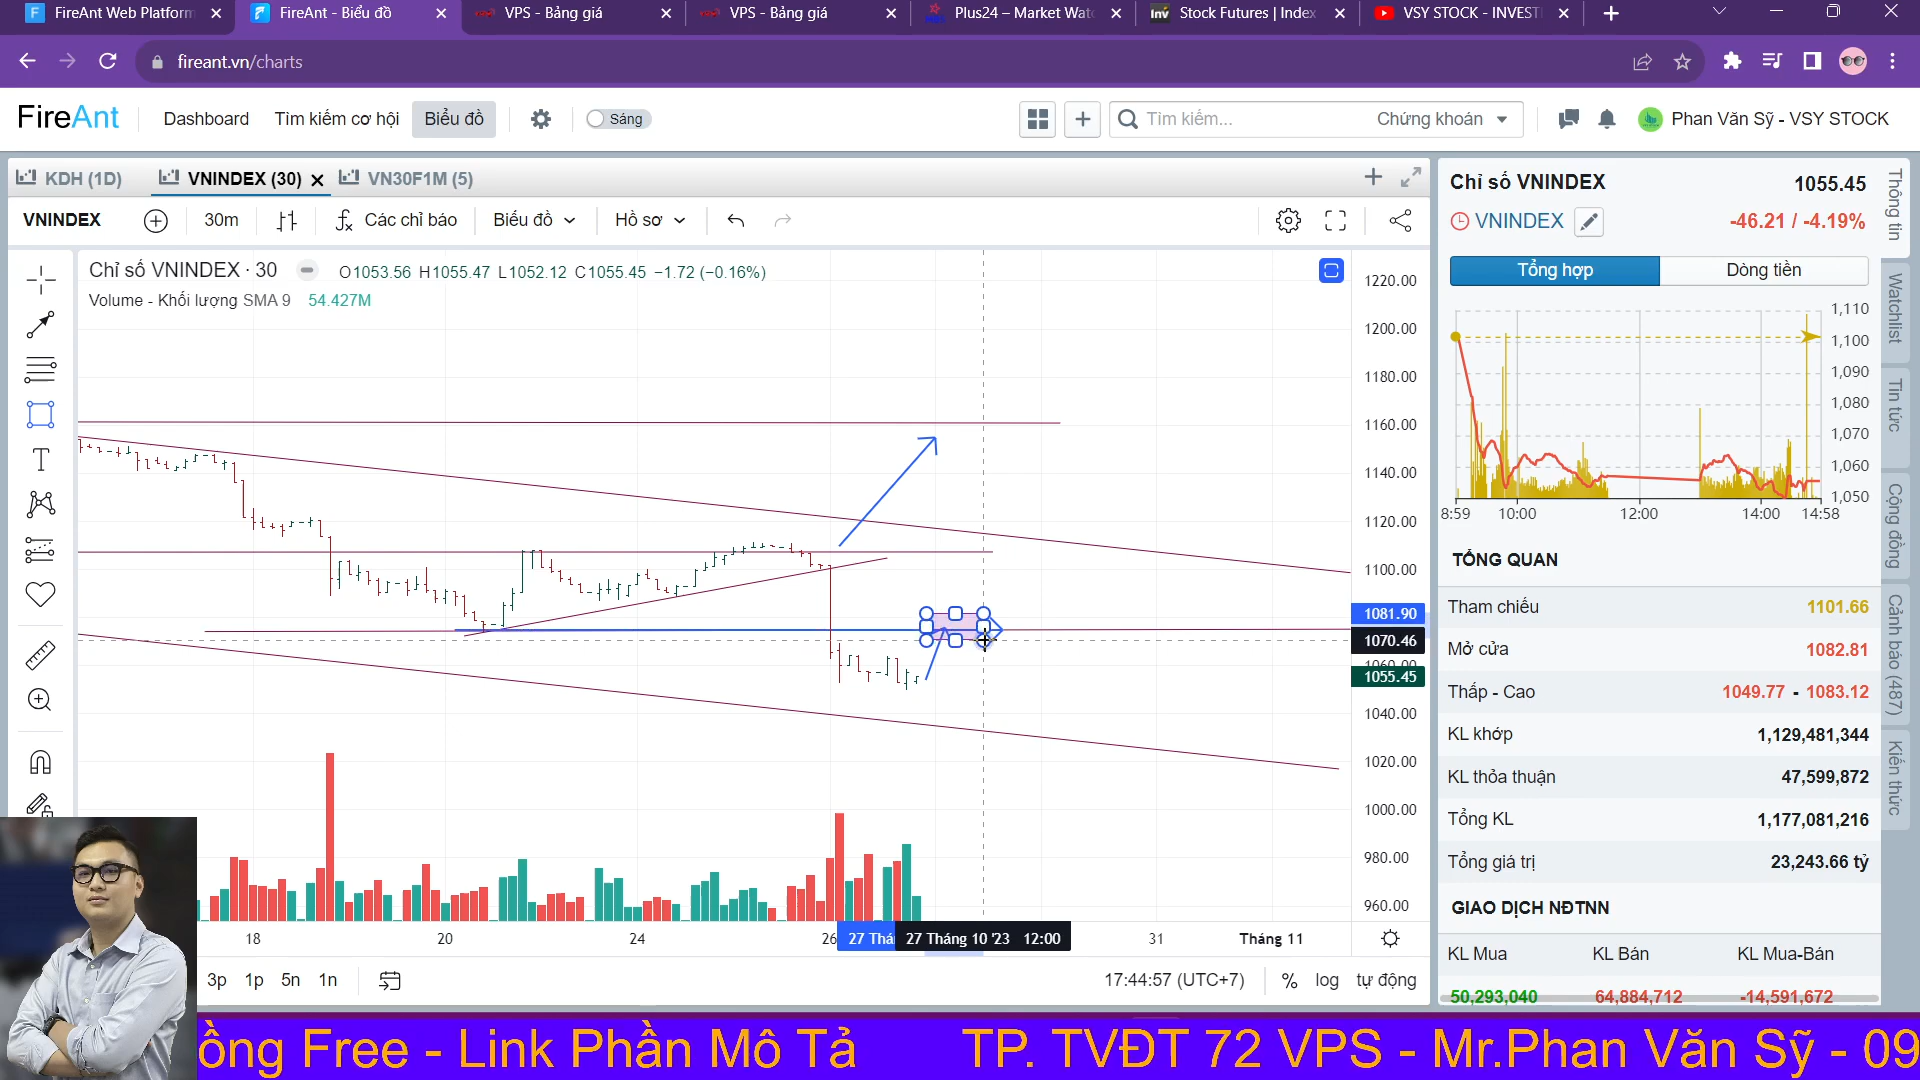 FireAnt Web Platform
FireAnt - Biểu đồ
VPS - Bảng giá
VPS - Bảng giá
Plus24 – Market Wat
Stock Futures | Index
VSY STOCK - INVEST
fireant.vn/charts
FireAnt
Dashboard
Tìm kiếm cơ hội
Biểu đồ
Sáng
Tìm kiếm...
Chứng khoán
Phan Văn Sỹ - VSY STOCK
KDH (1D)
VNINDEX (30)
VN30F1M (5)
VNINDEX
30m
Các chỉ báo
Biểu đồ
Hồ sơ
Chỉ số VNINDEX · 30
O1053.56 H1055.47 L1052.12 C1055.45 −1.72 (−0.16%)
Volume - Khối lượng SMA 9 54.427M
1220.00
1200.00
1180.00
1160.00
1140.00
1120.00
1100.00
1081.90
1070.46
1060.00
1055.45
1040.00
1020.00
1000.00
980.00
960.00
18
20
24
26
27 Thá
27 Tháng 10 '23 12:00
31
Tháng 11
3p
1p
5n
1n
17:44:57 (UTC+7)
%
log
tự động
Chỉ số VNINDEX
1055.45
VNINDEX
-46.21 / -4.19%
Tổng hợp
Dòng tiền
1,110
1,100
1,090
1,080
1,070
1,060
1,050
8:59
10:00
12:00
14:00
14:58
TỔNG QUAN
Tham chiếu 1101.66
Mở cửa 1082.81
Thấp - Cao 1049.77 - 1083.12
KL khớp 1,129,481,344
KL thỏa thuận 47,599,872
Tổng KL 1,177,081,216
Tổng giá trị 23,243.66 tỷ
GIAO DỊCH NĐTNN
KL Mua KL Bán KL Mua-Bán
50,293,040 64,884,712 -14,591,672
Thông tin
Watchlist
Tin tức
Cộng đồng
Cảnh báo (487)
Kiến thức
ồng Free - Link Phần Mô Tả TP. TVĐT 72 VPS - Mr.Phan Văn Sỹ - 09